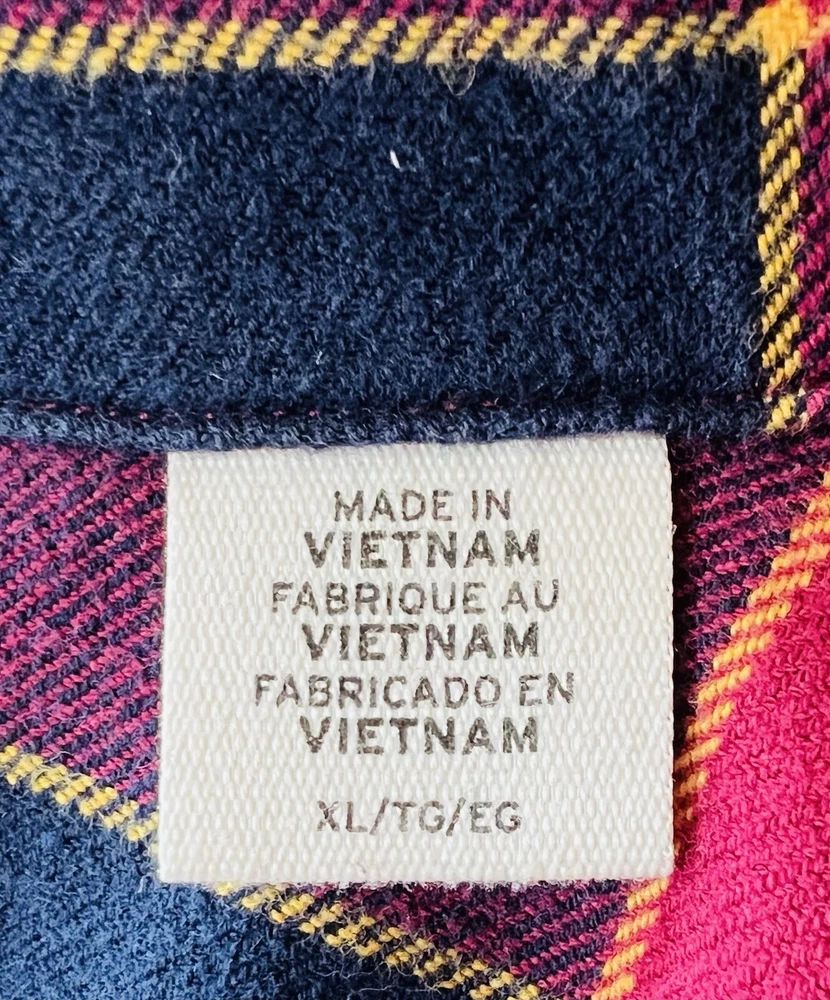 MADE IN
VIETNAM
FABRIQUE AU
VIETNAM
FABRICADO EN
VIETNAM
XL/TG/EG